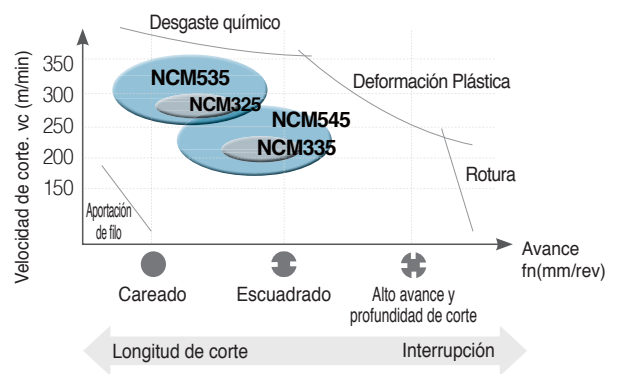 Desgaste químico
Velocidad de corte. vc (m/min)
350
300
250
200
150
NCM535
NCM325
NCM545
NCM335
Deformación Plástica
Rotura
Aportación
de filo
Avance
fn(mm/rev)
Careado
Escuadrado
Alto avance y
profundidad de corte
Longitud de corte
Interrupción